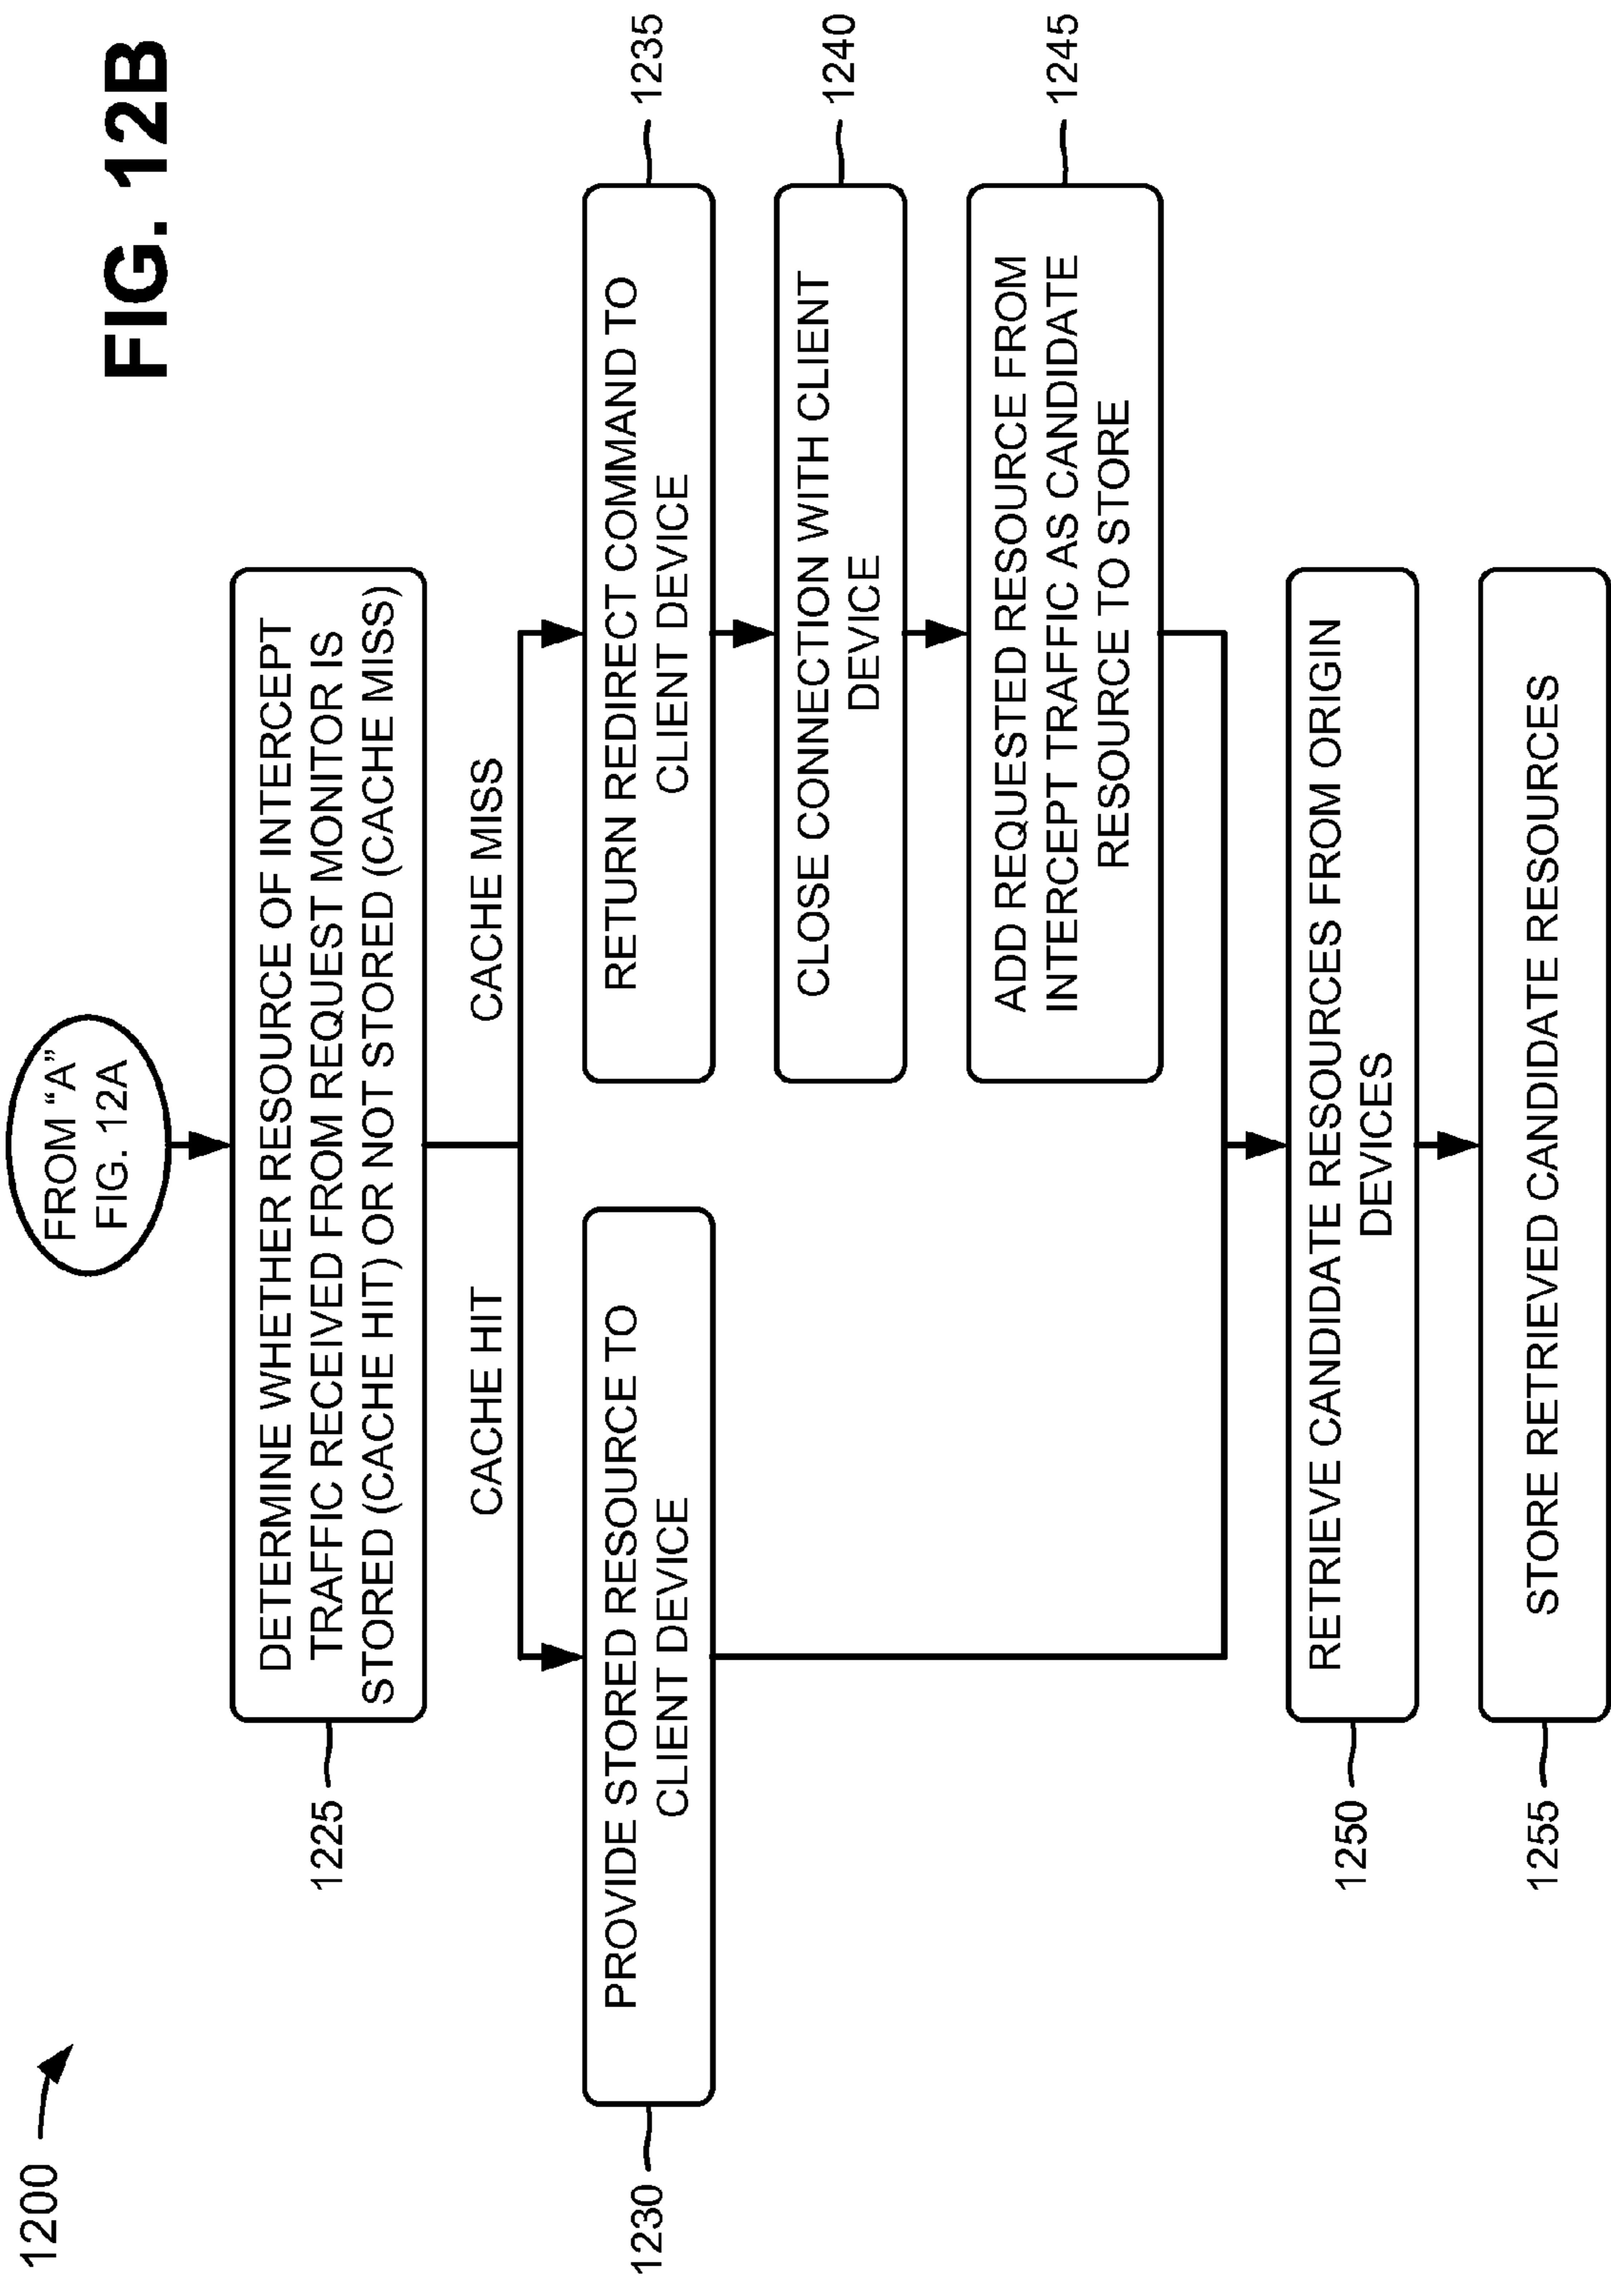 1200
FIG. 12B
FROM “A”
FIG. 12A
1225
DETERMINE WHETHER RESOURCE OF INTERCEPT
TRAFFIC RECEIVED FROM REQUEST MONITOR IS
STORED (CACHE HIT) OR NOT STORED (CACHE MISS)
CACHE HIT
CACHE MISS
1230
PROVIDE STORED RESOURCE TO
CLIENT DEVICE
RETURN REDIRECT COMMAND TO
CLIENT DEVICE
1235
CLOSE CONNECTION WITH CLIENT
DEVICE
1240
ADD REQUESTED RESOURCE FROM
INTERCEPT TRAFFIC AS CANDIDATE
RESOURCE TO STORE
1245
1250
RETRIEVE CANDIDATE RESOURCES FROM ORIGIN
DEVICES
1255
STORE RETRIEVED CANDIDATE RESOURCES